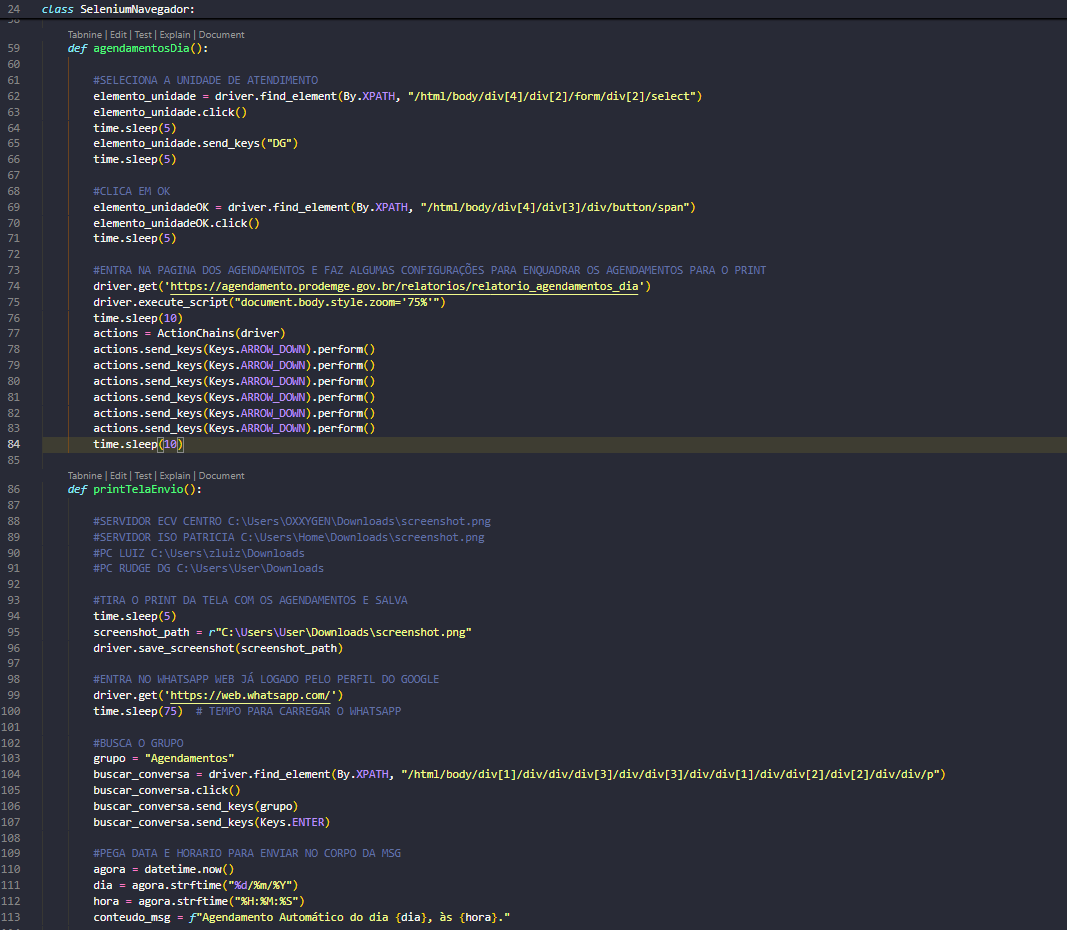 24 class SeleniumNavegador:
58
Tabnine | Edit | Test | Explain | Document
59 def agendamentosDia():
60
61 #SELECIONA A UNIDADE DE ATENDIMENTO
62 elemento_unidade = driver.find_element(By.XPATH, "/html/body/div[4]/div[2]/form/div[2]/select")
63 elemento_unidade.click()
64 time.sleep(5)
65 elemento_unidade.send_keys("DG")
66 time.sleep(5)
67
68 #CLICA EM OK
69 elemento_unidadeOK = driver.find_element(By.XPATH, "/html/body/div[4]/div[3]/div/button/span")
70 elemento_unidadeOK.click()
71 time.sleep(5)
72
73 #ENTRA NA PAGINA DOS AGENDAMENTOS E FAZ ALGUMAS CONFIGURAÇÕES PARA ENQUADRAR OS AGENDAMENTOS PARA O PRINT
74 driver.get('https://agendamento.prodemge.gov.br/relatorios/relatorio_agendamentos_dia')
75 driver.execute_script("document.body.style.zoom='75%'")
76 time.sleep(10)
77 actions = ActionChains(driver)
78 actions.send_keys(Keys.ARROW_DOWN).perform()
79 actions.send_keys(Keys.ARROW_DOWN).perform()
80 actions.send_keys(Keys.ARROW_DOWN).perform()
81 actions.send_keys(Keys.ARROW_DOWN).perform()
82 actions.send_keys(Keys.ARROW_DOWN).perform()
83 actions.send_keys(Keys.ARROW_DOWN).perform()
84 time.sleep(10)
85
Tabnine | Edit | Test | Explain | Document
86 def printTelaEnvio():
87
88 #SERVIDOR ECV CENTRO C:\Users\OXXYGEN\Downloads\screenshot.png
89 #SERVIDOR ISO PATRICIA C:\Users\Home\Downloads\screenshot.png
90 #PC LUIZ C:\Users\zluiz\Downloads
91 #PC RUDGE DG C:\Users\User\Downloads
92
93 #TIRA O PRINT DA TELA COM OS AGENDAMENTOS E SALVA
94 time.sleep(5)
95 screenshot_path = r"C:\Users\User\Downloads\screenshot.png"
96 driver.save_screenshot(screenshot_path)
97
98 #ENTRA NO WHATSAPP WEB JÁ LOGADO PELO PERFIL DO GOOGLE
99 driver.get('https://web.whatsapp.com/')
100 time.sleep(75) # TEMPO PARA CARREGAR O WHATSAPP
101
102 #BUSCA O GRUPO
103 grupo = "Agendamentos"
104 buscar_conversa = driver.find_element(By.XPATH, "/html/body/div[1]/div/div/div[3]/div/div[3]/div/div[1]/div/div[2]/div[2]/div/div/p")
105 buscar_conversa.click()
106 buscar_conversa.send_keys(grupo)
107 buscar_conversa.send_keys(Keys.ENTER)
108
109 #PEGA DATA E HORARIO PARA ENVIAR NO CORPO DA MSG
110 agora = datetime.now()
111 dia = agora.strftime("%d/%m/%Y")
112 hora = agora.strftime("%H:%M:%S")
113 conteudo_msg = f"Agendamento Automático do dia {dia}, às {hora}."